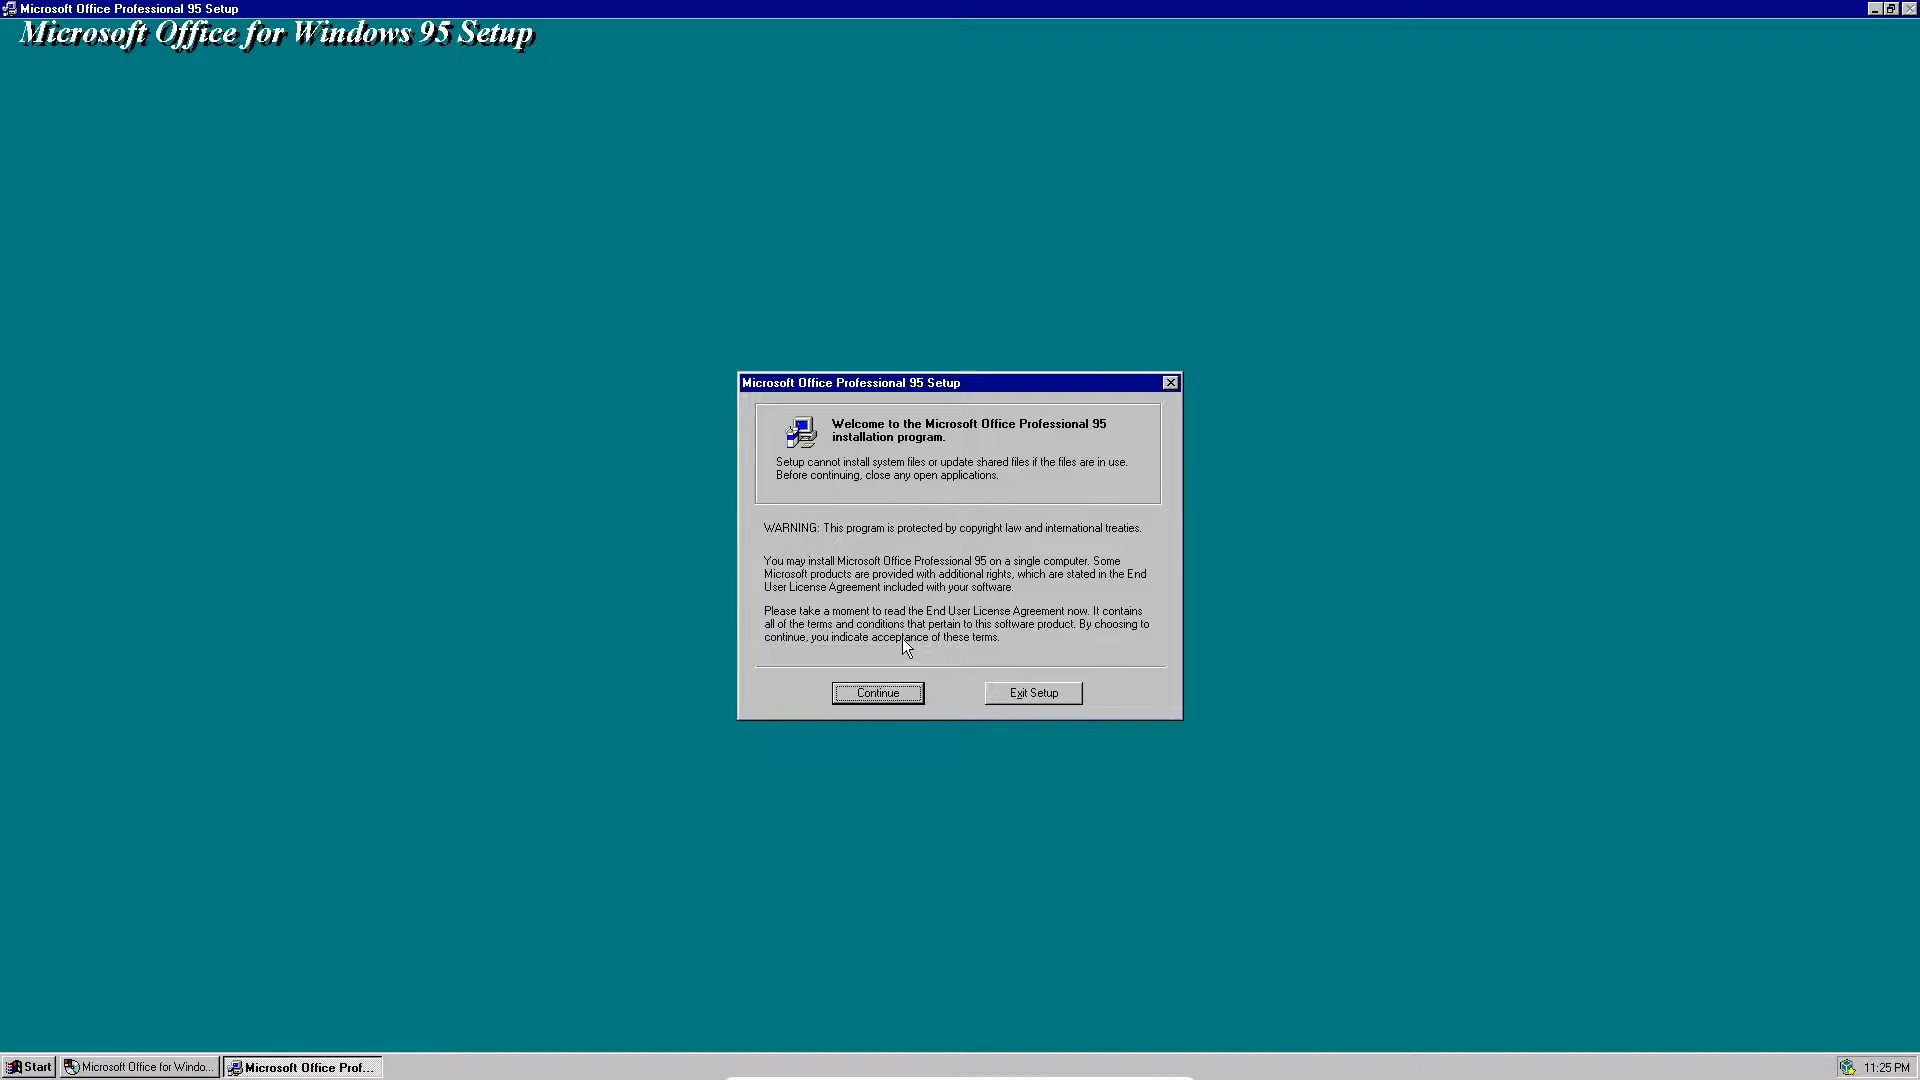 Microsoft Office Professional 95 Setup
Microsoft Office for Windows 95 Setup
Microsoft Office Professional 95 Setup
Welcome to the Microsoft Office Professional 95
installation program.
Setup cannot install system files or update shared files if the files are in use.
Before continuing, close any open applications.
WARNING: This program is protected by copyright law and international treaties.
You may install Microsoft Office Professional 95 on a single computer. Some
Microsoft products are provided with additional rights, which are stated in the End
User License Agreement included with your software.
Please take a moment to read the End User License Agreement now. It contains
all of the terms and conditions that pertain to this software product. By choosing to
continue, you indicate acceptance of these terms.
Continue
Exit Setup
Start
Microsoft Office for Windo...
Microsoft Office Prof...
11:25 PM